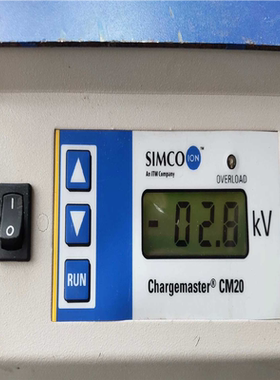 SIMCO ION
An ITW Company
OVERLOAD
I
O
-02.8 kV
RUN
Chargemaster® CM20